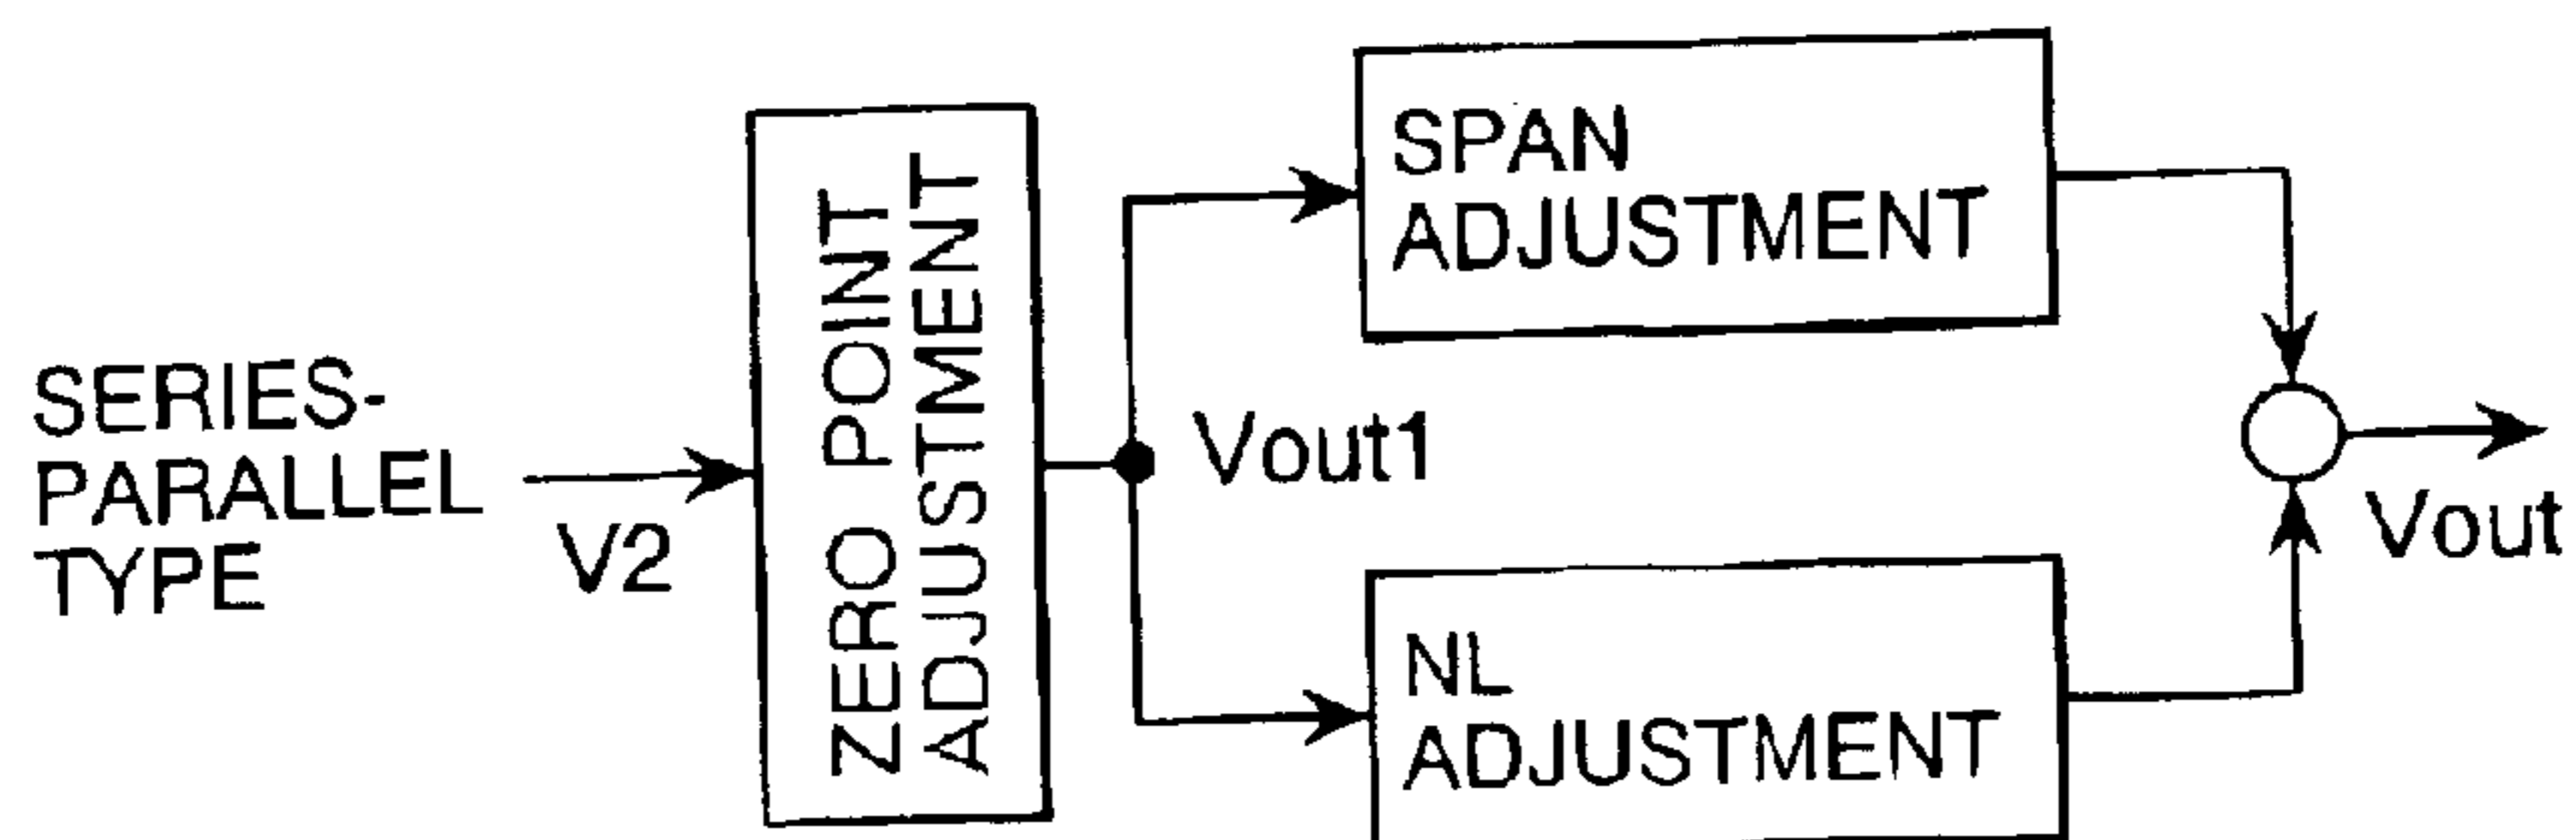 SERIES-
PARALLEL
TYPE
V2
ZERO POINT
ADJUSTMENT
Vout1
SPAN
ADJUSTMENT
NL
ADJUSTMENT
Vout